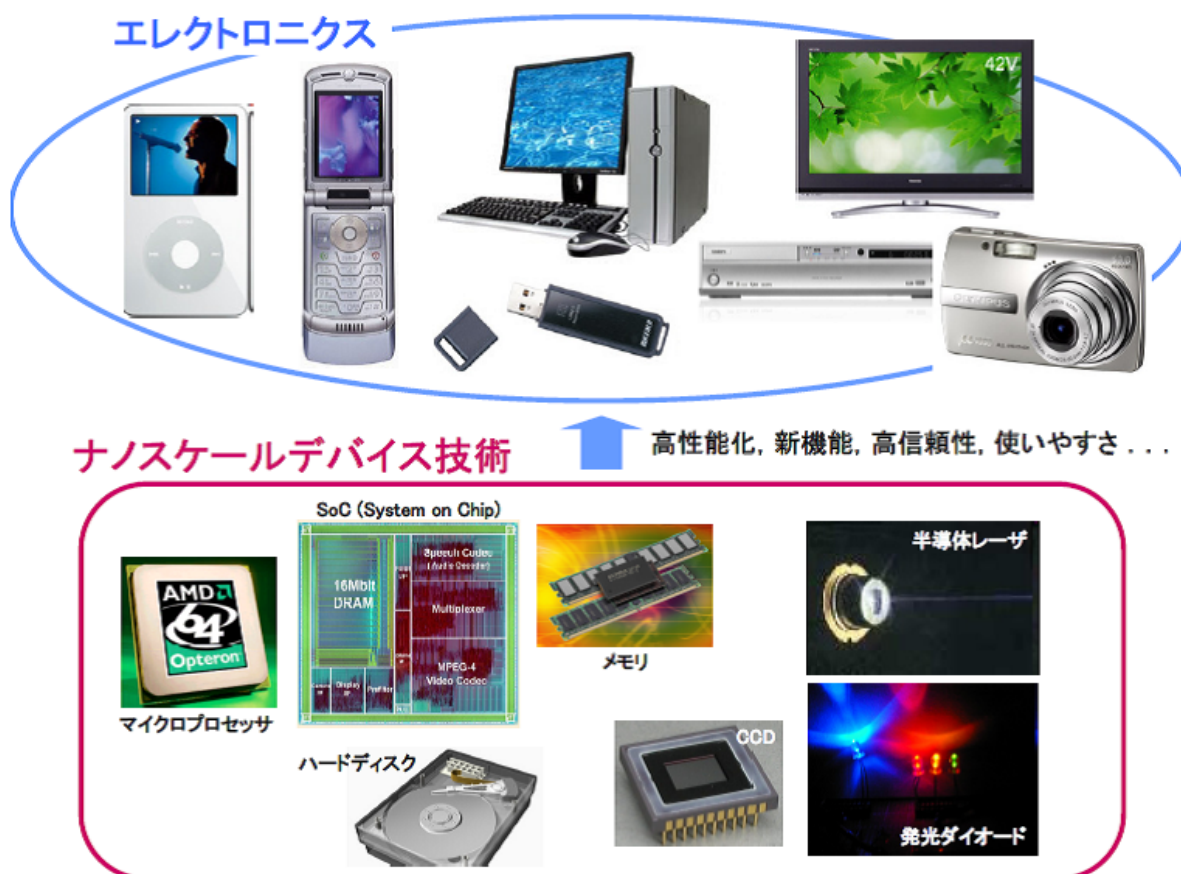 エレクトロニクス
42V
OLYMPUS
高性能化, 新機能, 高信頼性, 使いやすさ . . .
ナノスケールデバイス技術
SoC (System on Chip)
AMD
64
Opteron
16Mbit
DRAM
Speech Codec
(Audio Decoder)
Multiplexer
MPEG-4
Video Codec
Display
Prefilter
マイクロプロセッサ
メモリ
半導体レーザ
ハードディスク
CCD
発光ダイオード